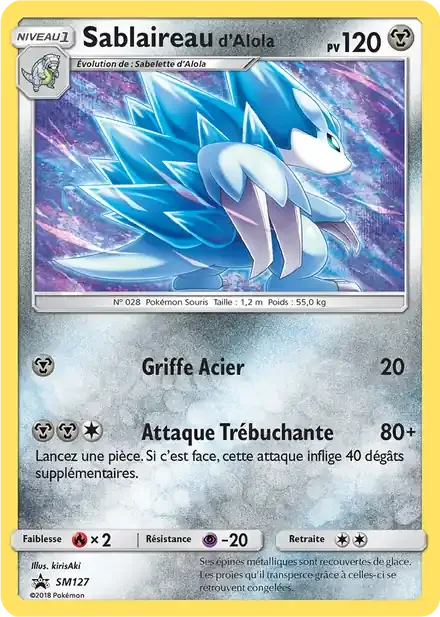 NIVEAU 1
Sablaireau d'Alola
PV 120
Évolution de : Sabelette d'Alola
N° 028 Pokémon Souris Taille : 1,2 m Poids : 55,0 kg
Griffe Acier 20
Attaque Trébuchante 80+
Lancez une pièce. Si c'est face, cette attaque inflige 40 dégâts
supplémentaires.
Faiblesse × 2 Résistance -20 Retraite
Illus. kirisAki
SM127
©2018 Pokémon
Ses épines métalliques sont recouvertes de glace.
Les proies qu'il transperce grâce à celles-ci se
retrouvent congelées.